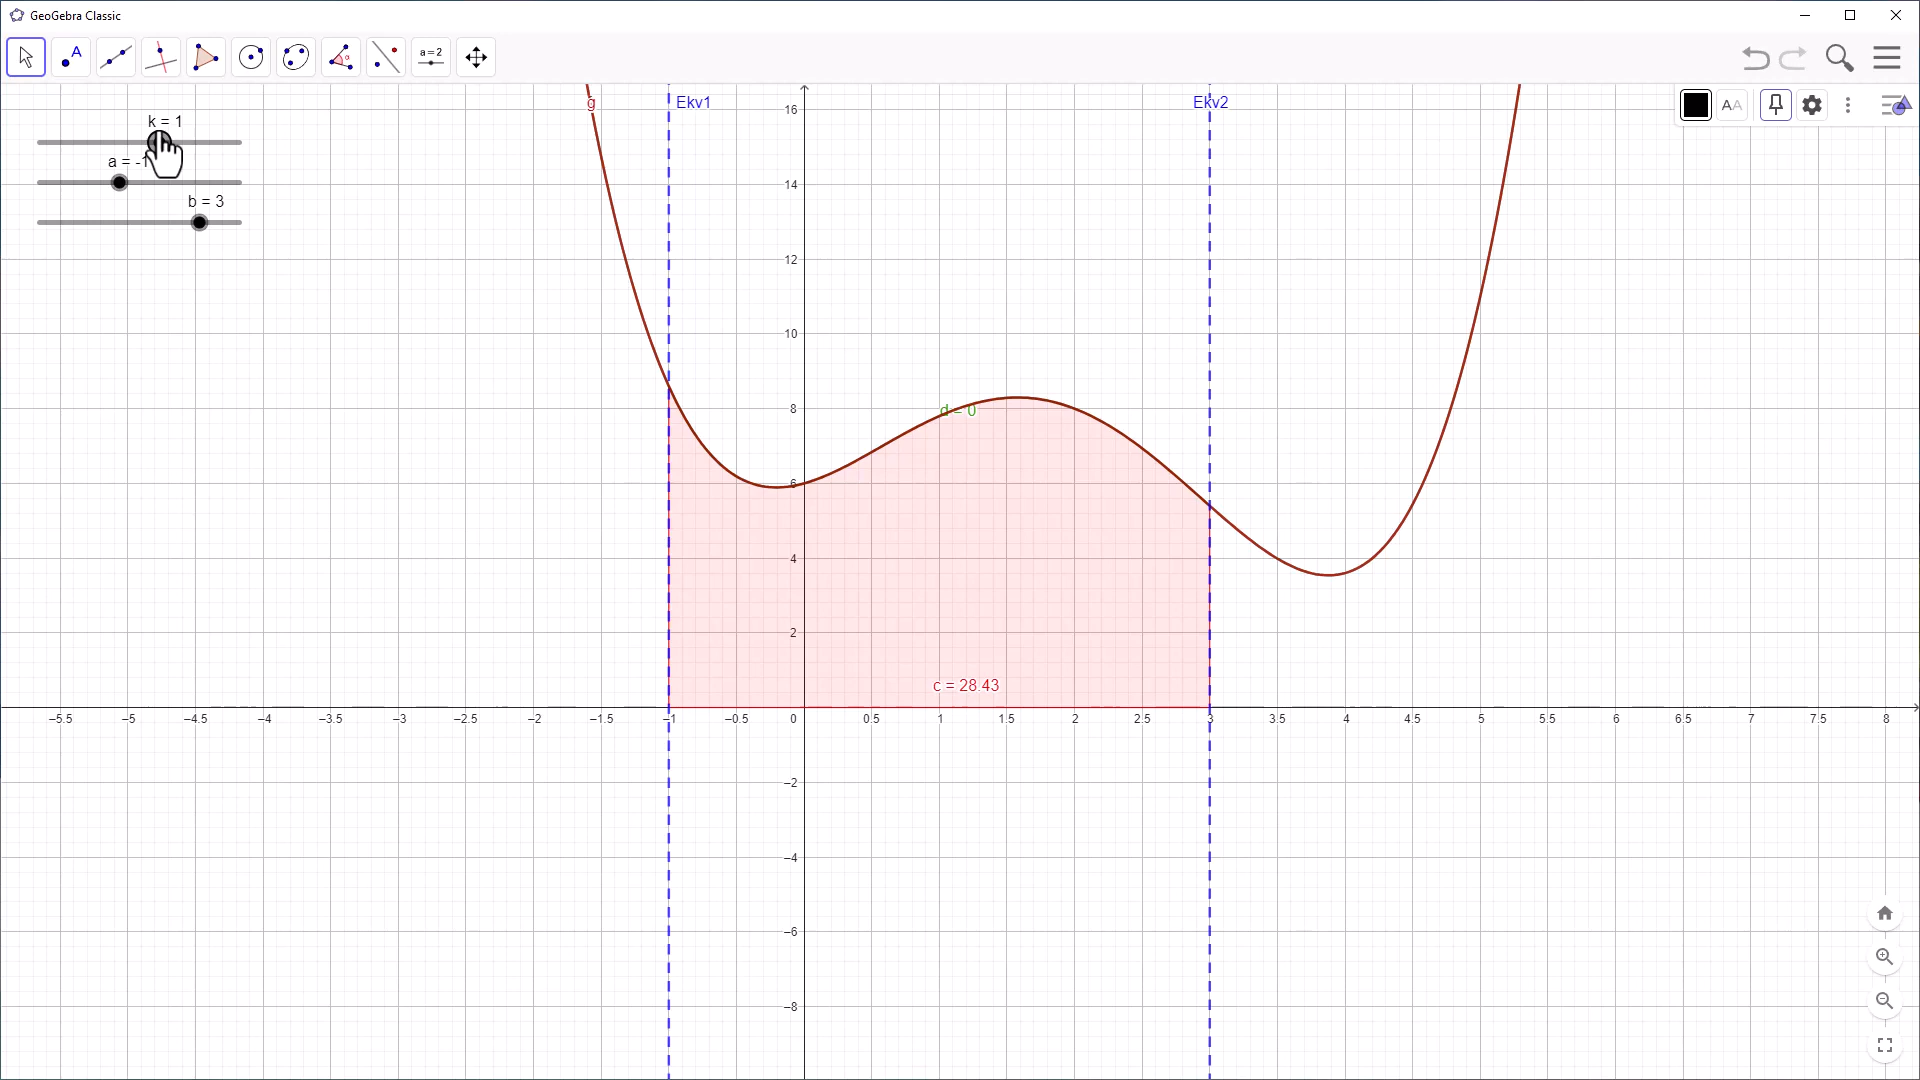 GeoGebra Classic
A
α
a=2
AA
k = 1
a = -1
b = 3
g
Ekv1
Ekv2
16
14
12
10
8
6
4
2
−2
−4
−6
−8
d = 0
c = 28.43
−5.5 −5 −4.5 −4 −3.5 −3 −2.5 −2 −1.5 −1 −0.5 0 0.5 1 1.5 2 2.5 3 3.5 4 4.5 5 5.5 6 6.5 7 7.5 8